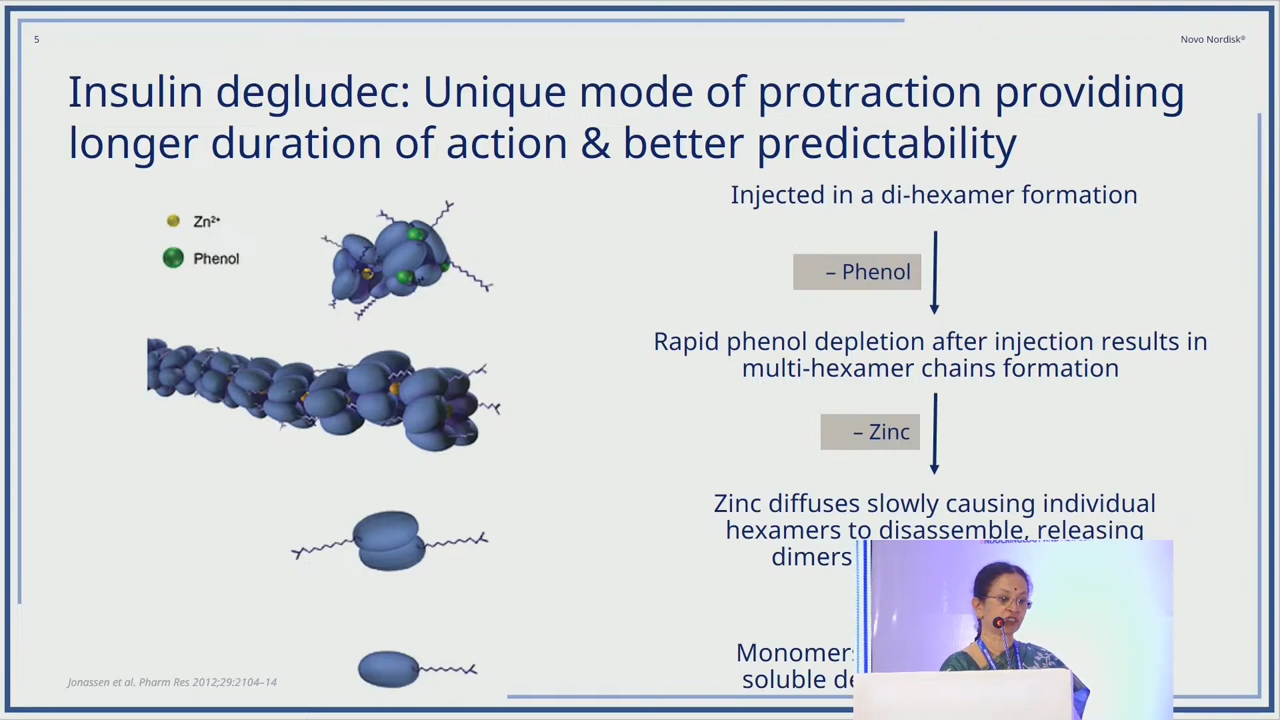 5
Novo Nordisk®
Insulin degludec: Unique mode of protraction providing
longer duration of action & better predictability
Injected in a di-hexamer formation
Zn²⁺
Phenol
– Phenol
Rapid phenol depletion after injection results in
multi-hexamer chains formation
– Zinc
Zinc diffuses slowly causing individual
hexamers to disassemble, releasing
dimers
soluble
Jonassen et al. Pharm Res 2012;29:2104–14